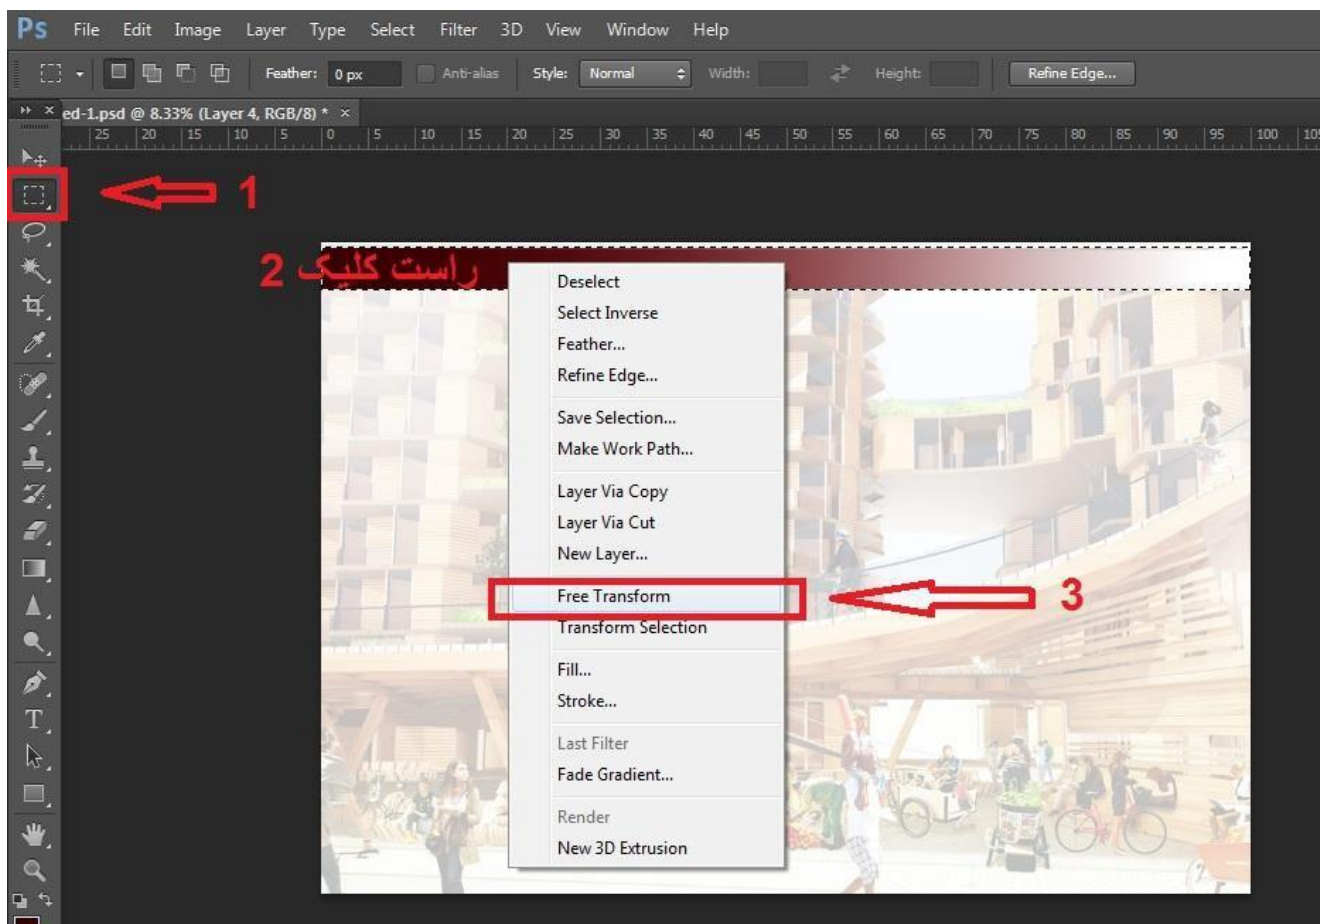 Ps File Edit Image Layer Type Select Filter 3D View Window Help
Feather: 0 px Anti-alias Style: Normal Width: Height: Refine Edge...
ed-1.psd @ 8.33% (Layer 4, RGB/8) * ×
25 20 15 10 5 0 5 10 15 20 25 30 35 40 45 50 55 60 65 70 75 80 85 90 95 100 105
1
راست کلیک 2
Deselect
Select Inverse
Feather...
Refine Edge...
Save Selection...
Make Work Path...
Layer Via Copy
Layer Via Cut
New Layer...
Free Transform
3
Transform Selection
Fill...
Stroke...
Last Filter
Fade Gradient...
Render
New 3D Extrusion